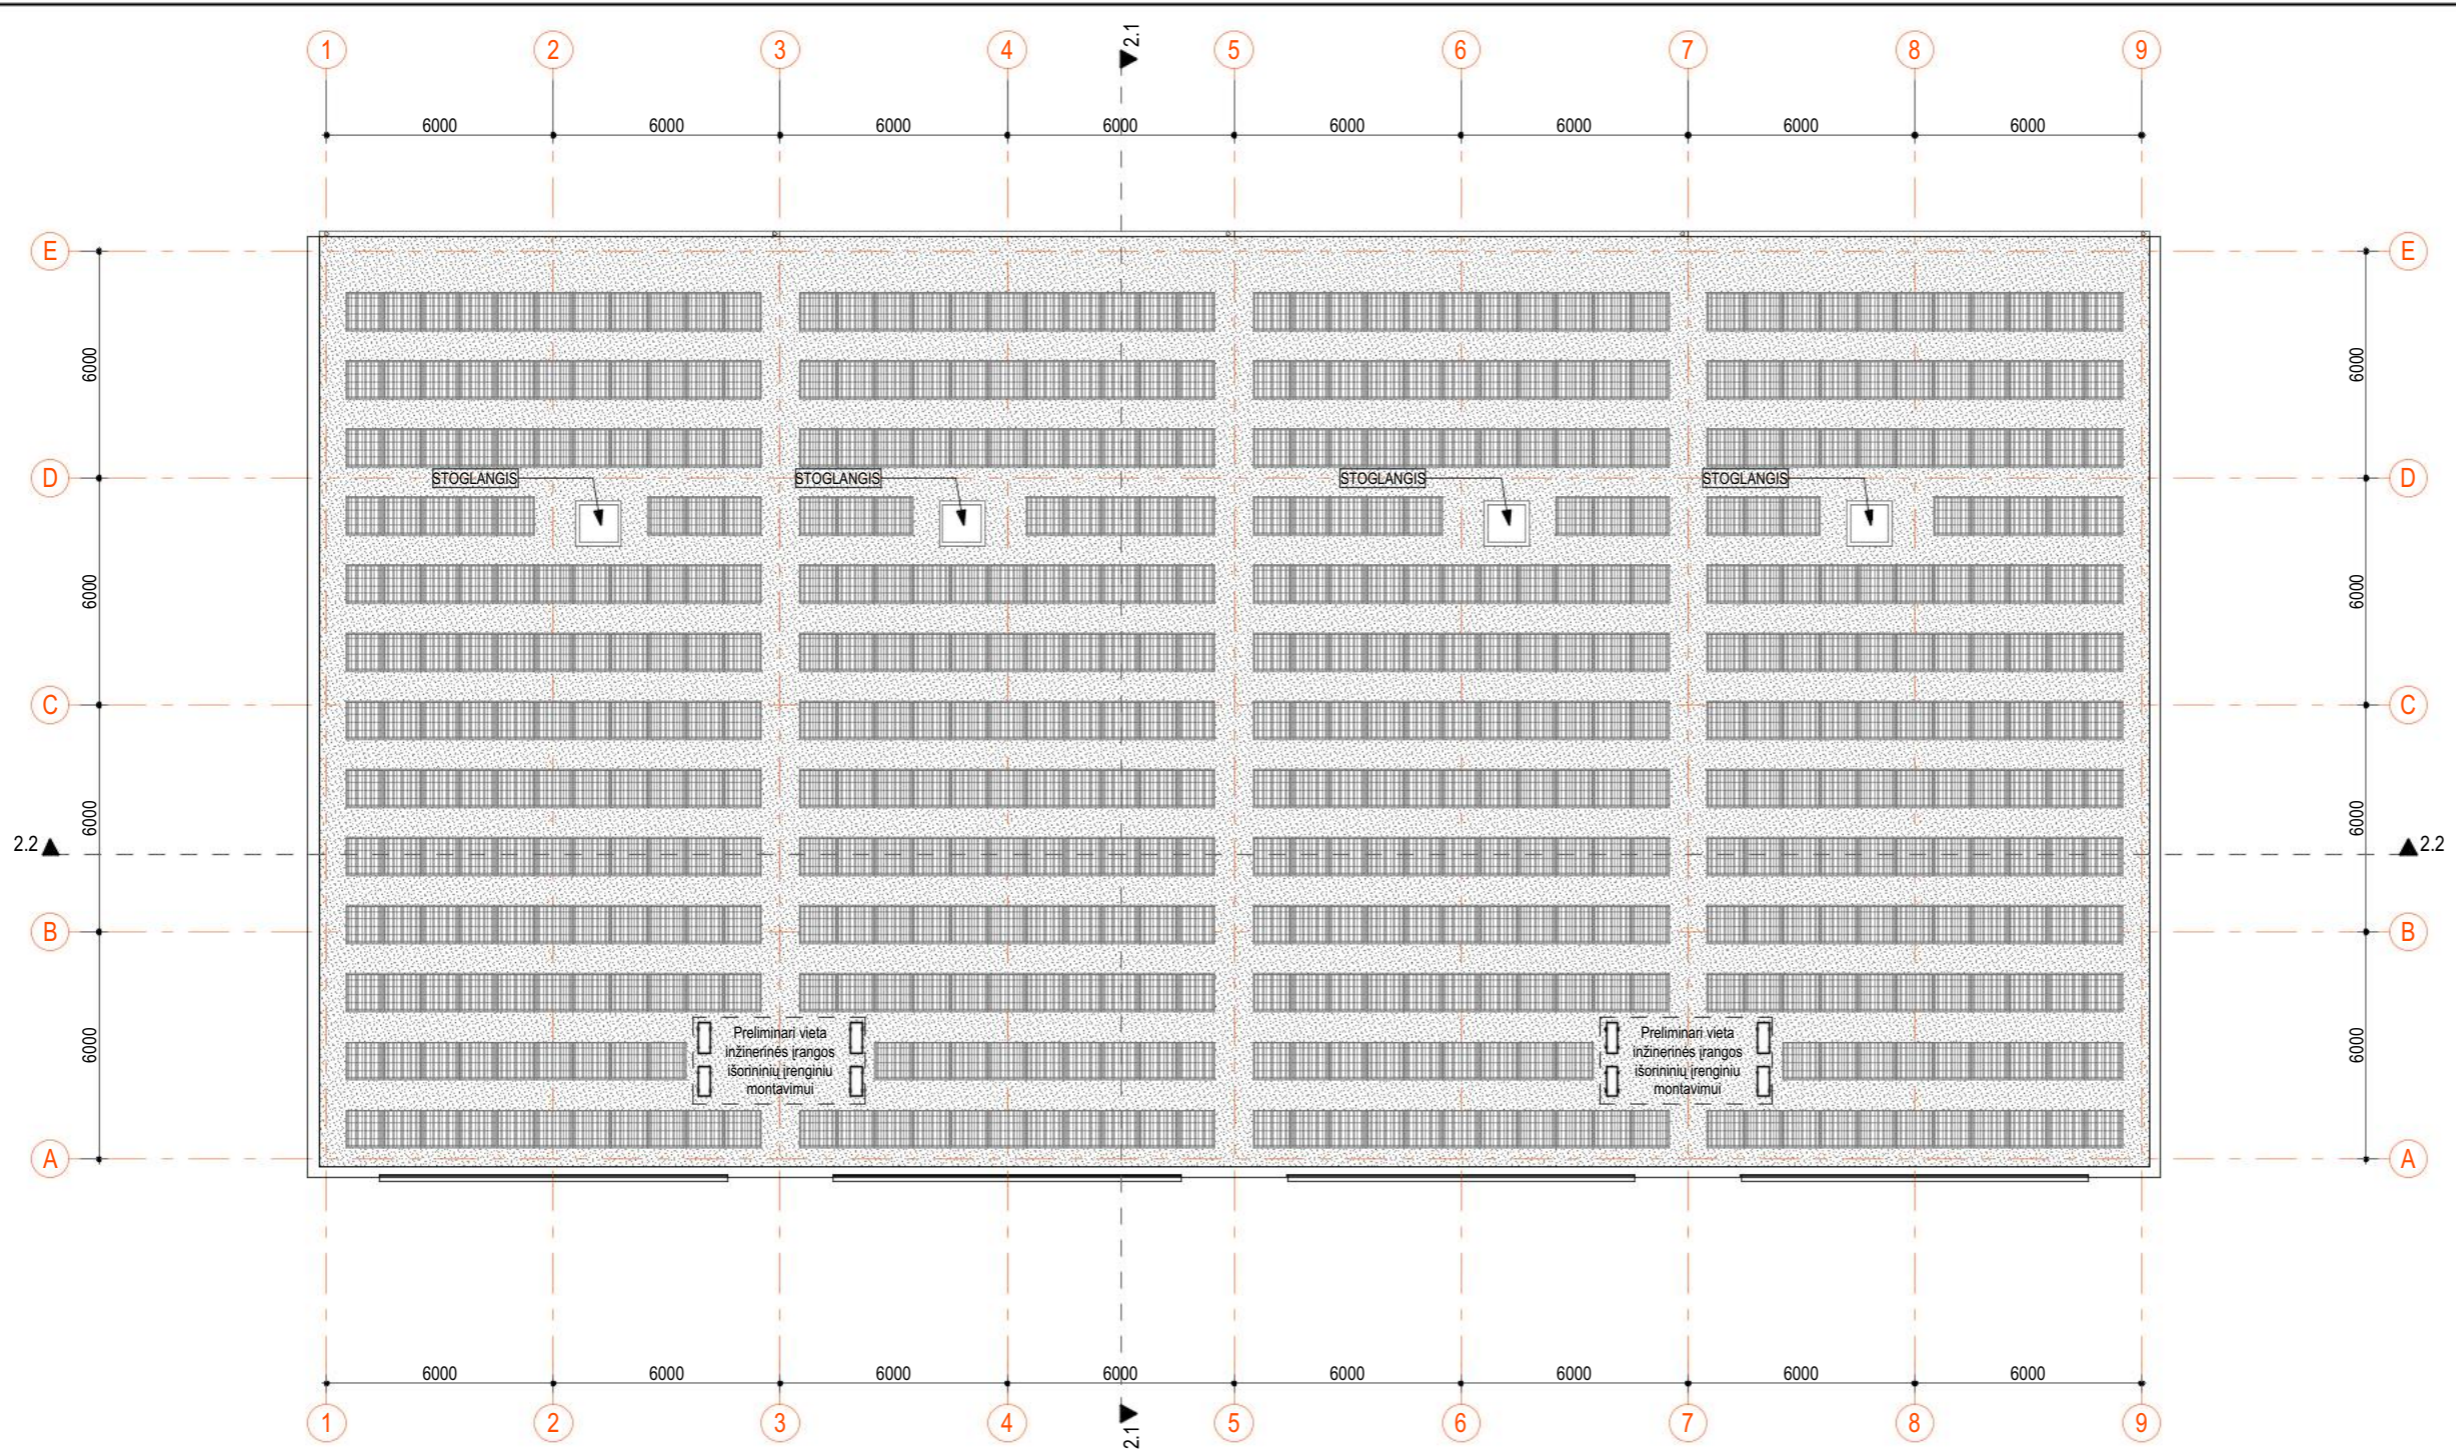 2.1
1 2 3 4 5 6 7 8 9
6000 6000 6000 6000 6000 6000 6000 6000
E E
6000 6000
D STOGLANGIS STOGLANGIS STOGLANGIS STOGLANGIS D
6000 6000
C C
6000 6000
2.2 2.2
B B
6000 6000
Preliminari vieta
inžinerinės įrangos
išorininių įrenginiu
montavimui
Preliminari vieta
inžinerinės įrangos
išorininių įrenginiu
montavimui
A A
6000 6000 6000 6000 6000 6000 6000 6000
1 2 3 4 5 6 7 8 9
2.1